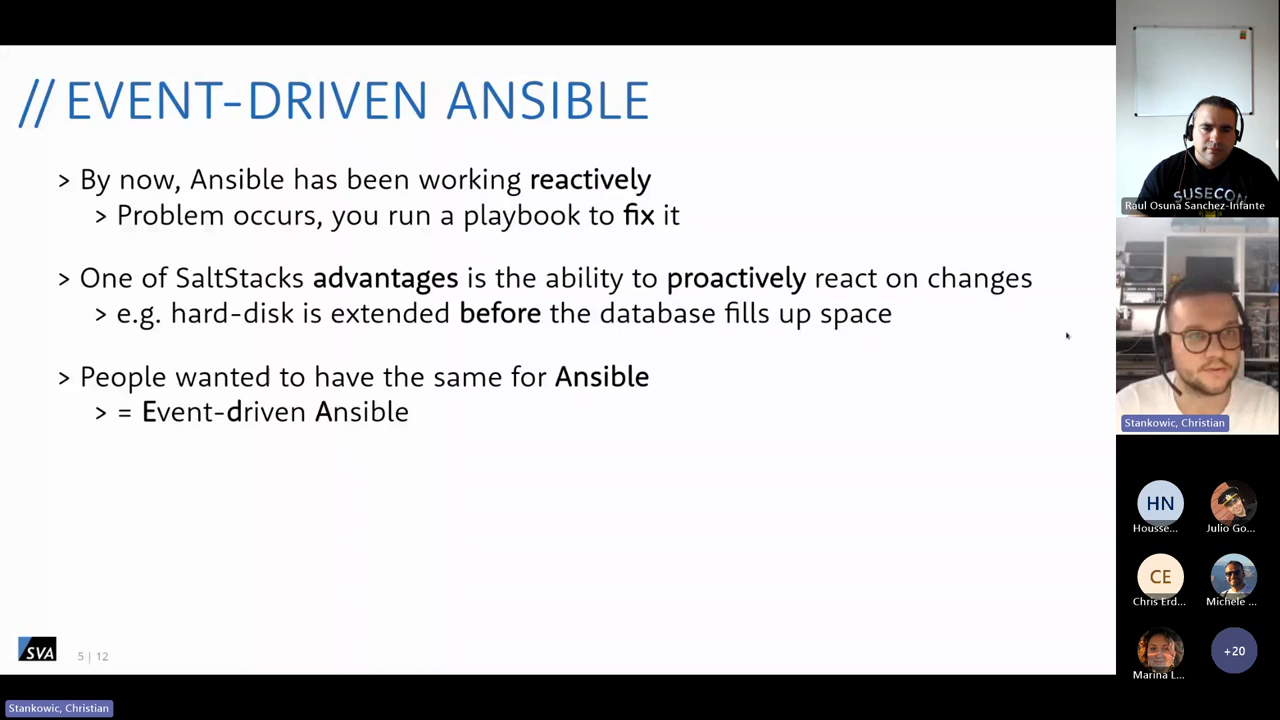 // EVENT-DRIVEN ANSIBLE
> By now, Ansible has been working reactively
> Problem occurs, you run a playbook to fix it
> One of SaltStacks advantages is the ability to proactively react on changes
> e.g. hard-disk is extended before the database fills up space
> People wanted to have the same for Ansible
> = Event-driven Ansible
SVA
5 | 12
Stankowic, Christian
SUSECON
Raul Osuna Sanchez-Infante
Stankowic, Christian
HN
Housse...
Julio Go...
CE
Chris Erd...
Michele ...
Marina L...
+20